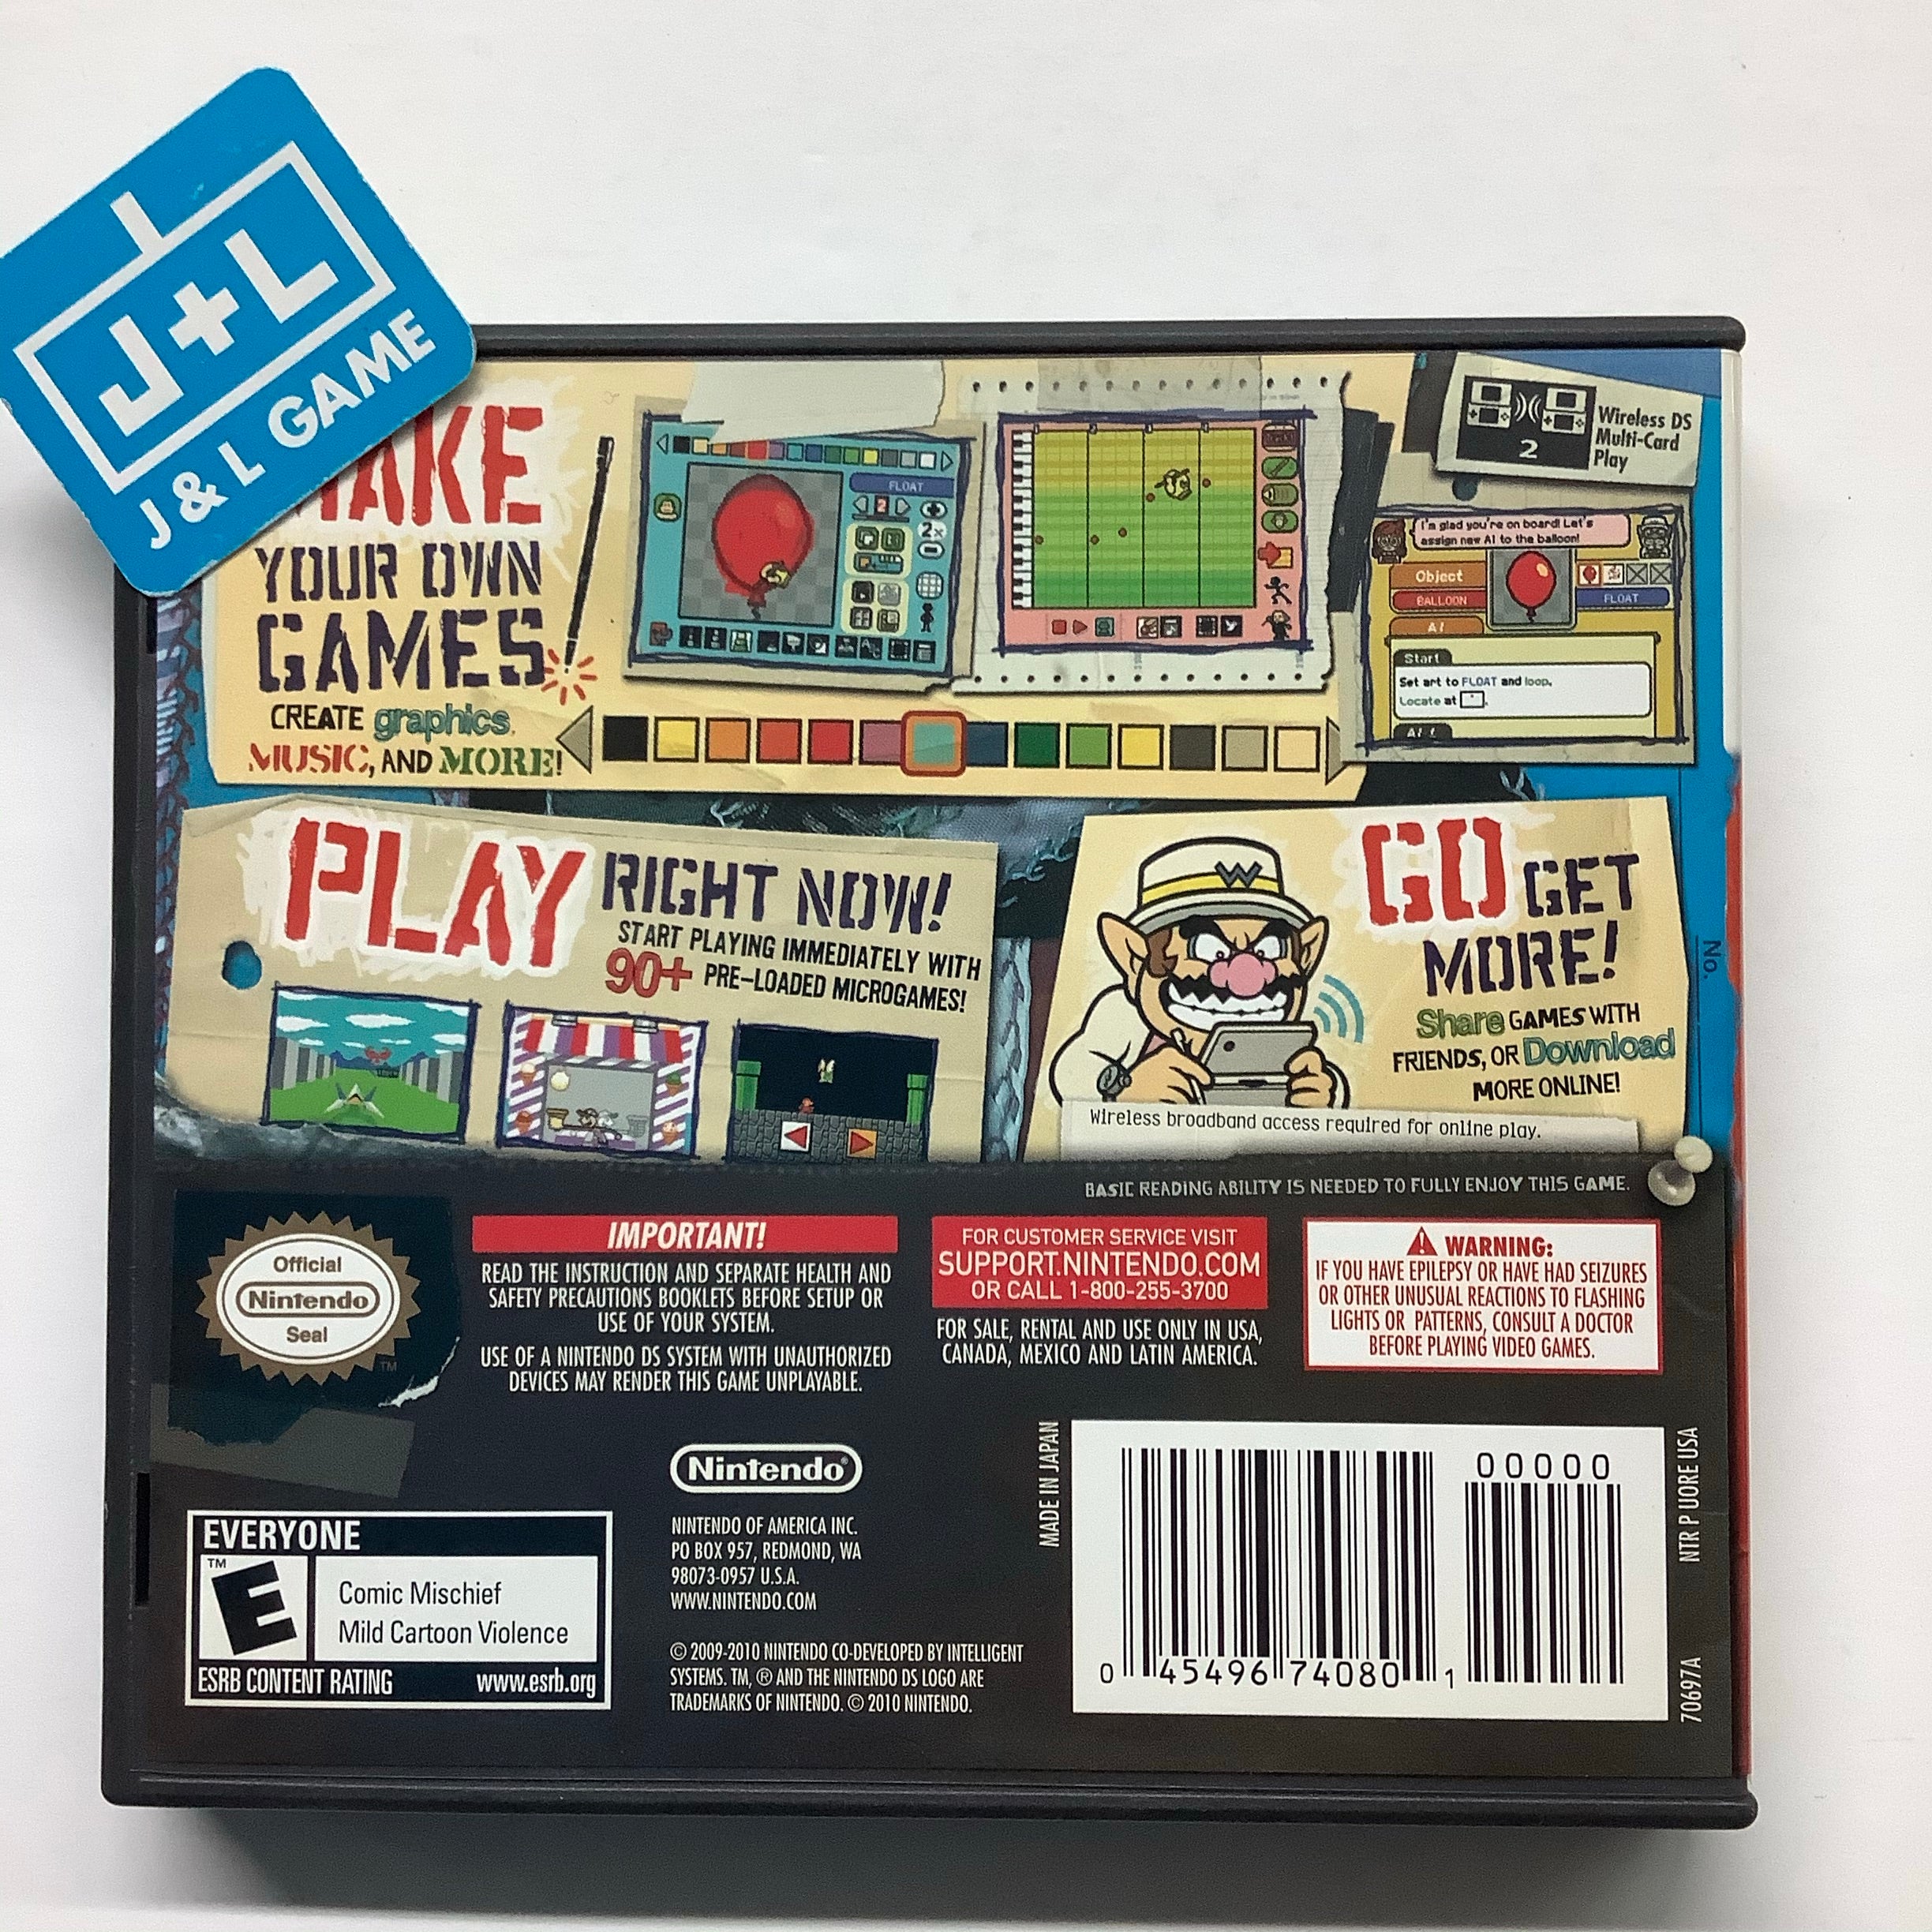 J+L
J & L GAME
YOUR OWN
GAMES
CREATE graphics,
MUSIC, AND MORE!
FLOAT
2
2x
Wireless DS
Multi-Card
Play
2
I'm glad you're on board! Let's
assign new AI to the balloon!
Object
BALLOON
FLOAT
AI
Start
Set art to FLOAT and loop.
Locate at
PLAY RIGHT NOW!
START PLAYING IMMEDIATELY WITH
90+ PRE-LOADED MICROGAMES!
W
GO GET
MORE!
Share GAMES WITH
FRIENDS, OR Download
MORE ONLINE!
Wireless broadband access required for online play.
No.
BASIC READING ABILITY IS NEEDED TO FULLY ENJOY THIS GAME.
Official
Nintendo
Seal
TM
IMPORTANT!
READ THE INSTRUCTION AND SEPARATE HEALTH AND
SAFETY PRECAUTIONS BOOKLETS BEFORE SETUP OR
USE OF YOUR SYSTEM.
USE OF A NINTENDO DS SYSTEM WITH UNAUTHORIZED
DEVICES MAY RENDER THIS GAME UNPLAYABLE.
FOR CUSTOMER SERVICE VISIT
SUPPORT.NINTENDO.COM
OR CALL 1-800-255-3700
FOR SALE, RENTAL AND USE ONLY IN USA,
CANADA, MEXICO AND LATIN AMERICA.
WARNING:
IF YOU HAVE EPILEPSY OR HAVE HAD SEIZURES
OR OTHER UNUSUAL REACTIONS TO FLASHING
LIGHTS OR PATTERNS, CONSULT A DOCTOR
BEFORE PLAYING VIDEO GAMES.
EVERYONE
TM
E
Comic Mischief
Mild Cartoon Violence
ESRB CONTENT RATING www.esrb.org
Nintendo®
NINTENDO OF AMERICA INC.
PO BOX 957, REDMOND, WA
98073-0957 U.S.A.
WWW.NINTENDO.COM
© 2009-2010 NINTENDO CO-DEVELOPED BY INTELLIGENT
SYSTEMS. TM, ® AND THE NINTENDO DS LOGO ARE
TRADEMARKS OF NINTENDO. © 2010 NINTENDO.
MADE IN JAPAN
00000
0 45496 74080 1
NTR P UORE USA
70697A